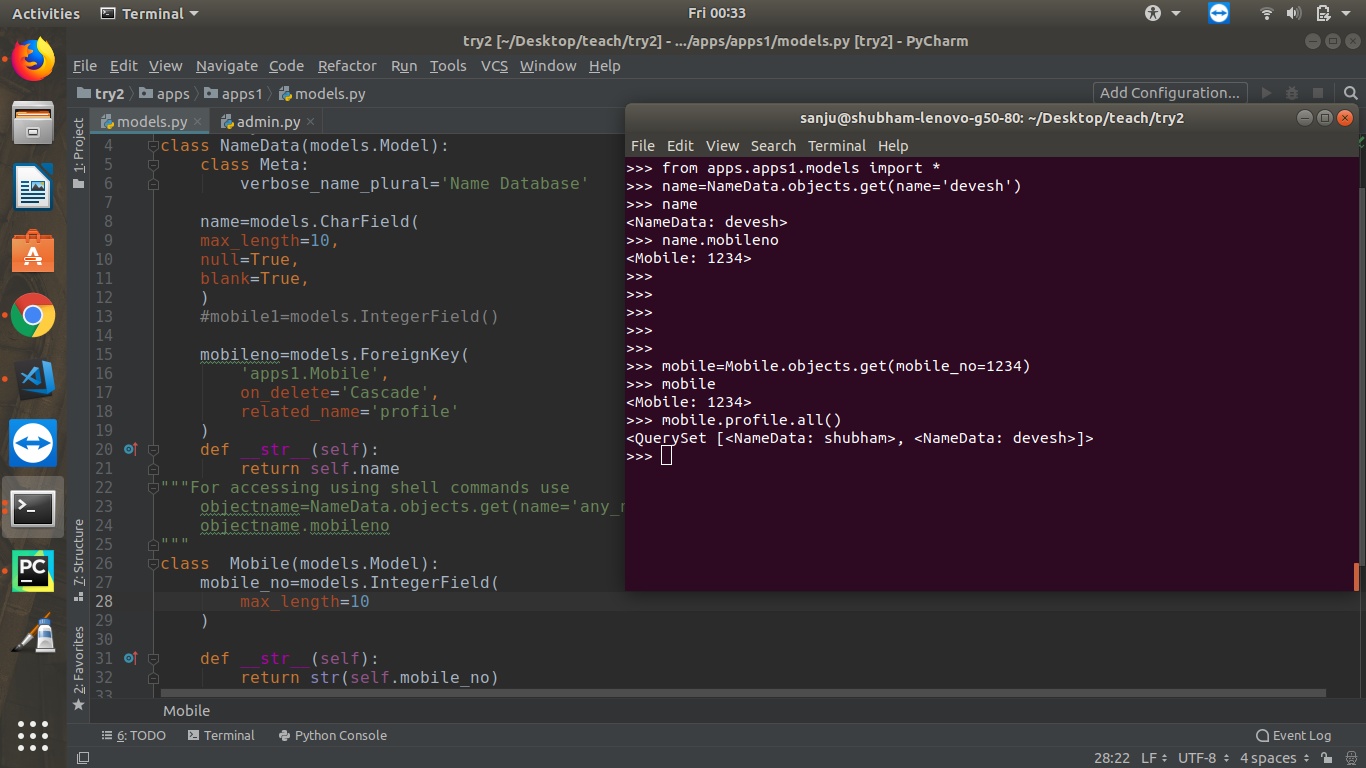 Activities Terminal Fri 00:33
try2 [~/Desktop/teach/try2] - .../apps/apps1/models.py [try2] - PyCharm
File Edit View Navigate Code Refactor Run Tools VCS Window Help
try2 apps apps1 models.py Add Configuration...
models.py admin.py
1: Project
7: Structure
2: Favorites
4 class NameData(models.Model):
5 class Meta:
6 verbose_name_plural='Name Database'
7
8 name=models.CharField(
9 max_length=10,
10 null=True,
11 blank=True,
12 )
13 #mobile1=models.IntegerField()
14
15 mobileno=models.ForeignKey(
16 'apps1.Mobile',
17 on_delete='Cascade',
18 related_name='profile'
19 )
20 def __str__(self):
21 return self.name
22 """For accessing using shell commands use
23 objectname=NameData.objects.get(name='any_
24 objectname.mobileno
25 """
26 class Mobile(models.Model):
27 mobile_no=models.IntegerField(
28 max_length=10
29 )
30
31 def __str__(self):
32 return str(self.mobile_no)
33
sanju@shubham-lenovo-g50-80: ~/Desktop/teach/try2
File Edit View Search Terminal Help
>>> from apps.apps1.models import *
>>> name=NameData.objects.get(name='devesh')
>>> name
<NameData: devesh>
>>> name.mobileno
<Mobile: 1234>
>>>
>>>
>>>
>>>
>>>
>>> mobile=Mobile.objects.get(mobile_no=1234)
>>> mobile
<Mobile: 1234>
>>> mobile.profile.all()
<QuerySet [<NameData: shubham>, <NameData: devesh>]>
>>>
Mobile
6: TODO Terminal Python Console Event Log
28:22 LF UTF-8 4 spaces
PC